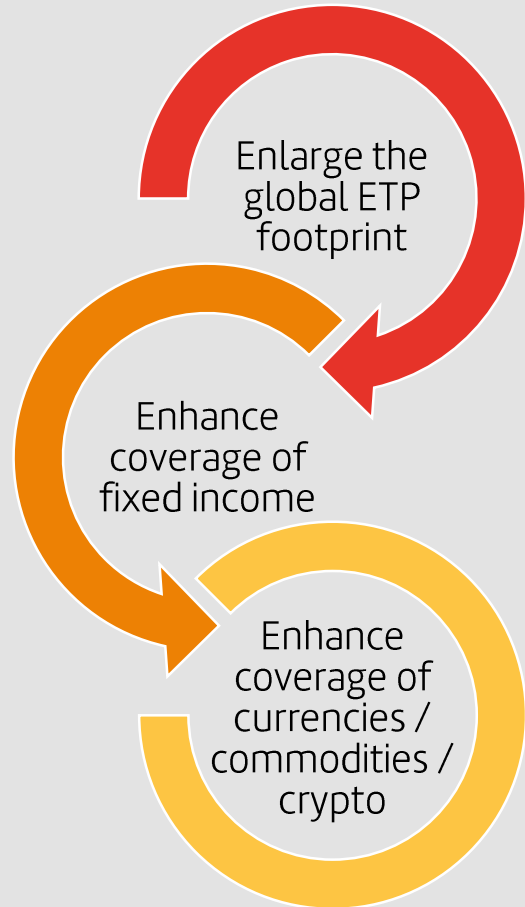 Enlarge the
global ETP
footprint
Enhance
coverage of
fixed income
Enhance
coverage of
currencies /
commodities /
crypto